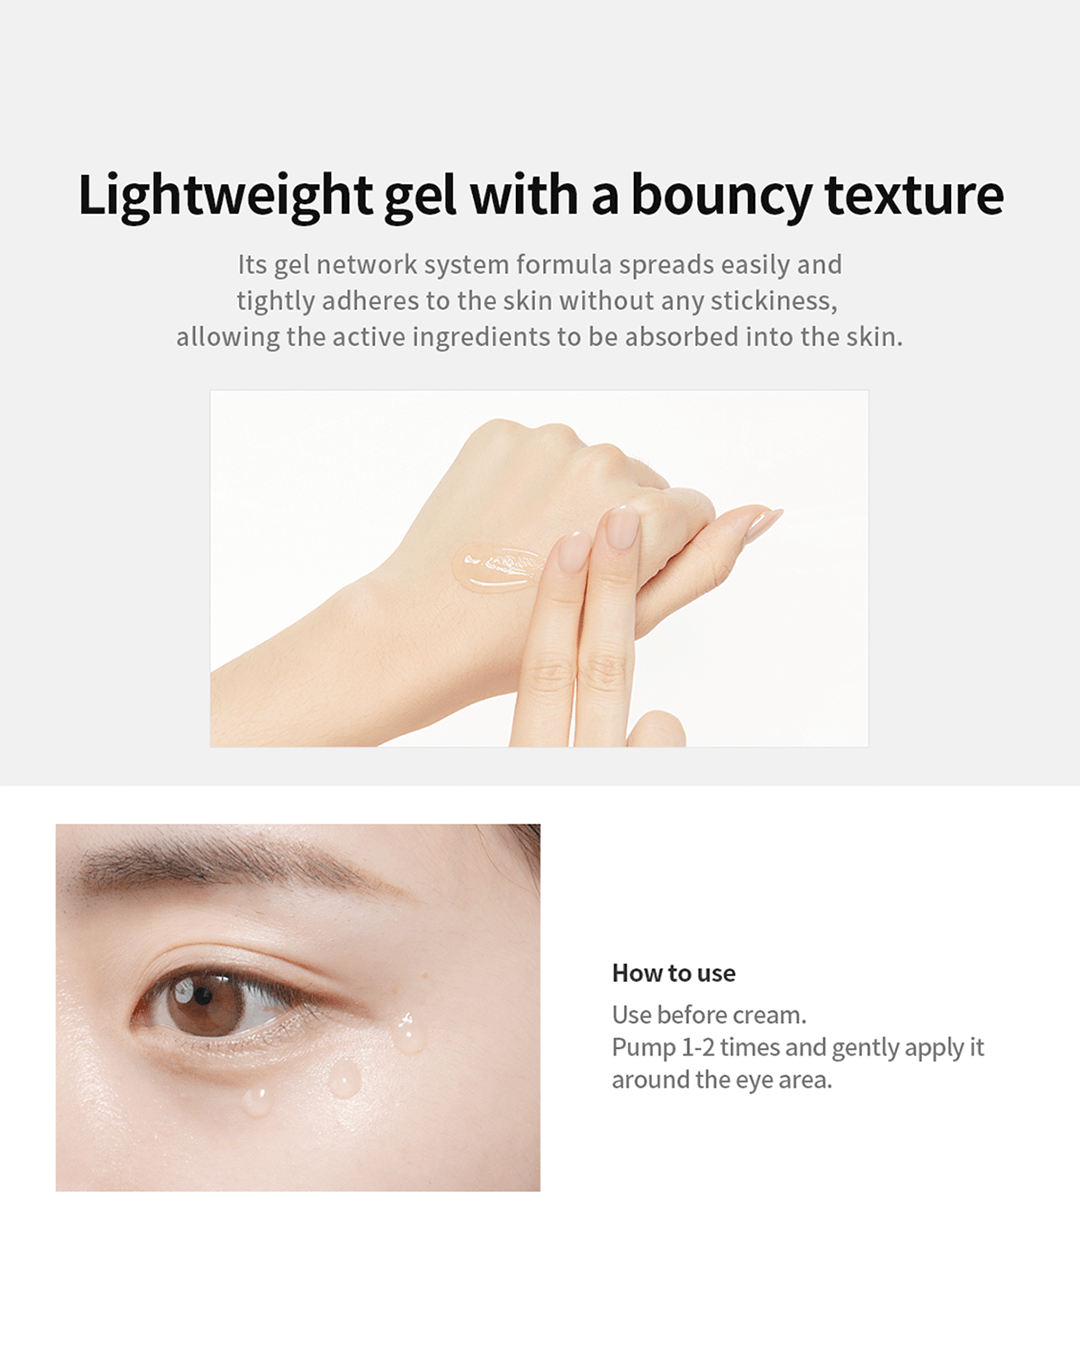 Lightweight gel with a bouncy texture
Its gel network system formula spreads easily and
tightly adheres to the skin without any stickiness,
allowing the active ingredients to be absorbed into the skin.
How to use
Use before cream.
Pump 1-2 times and gently apply it
around the eye area.